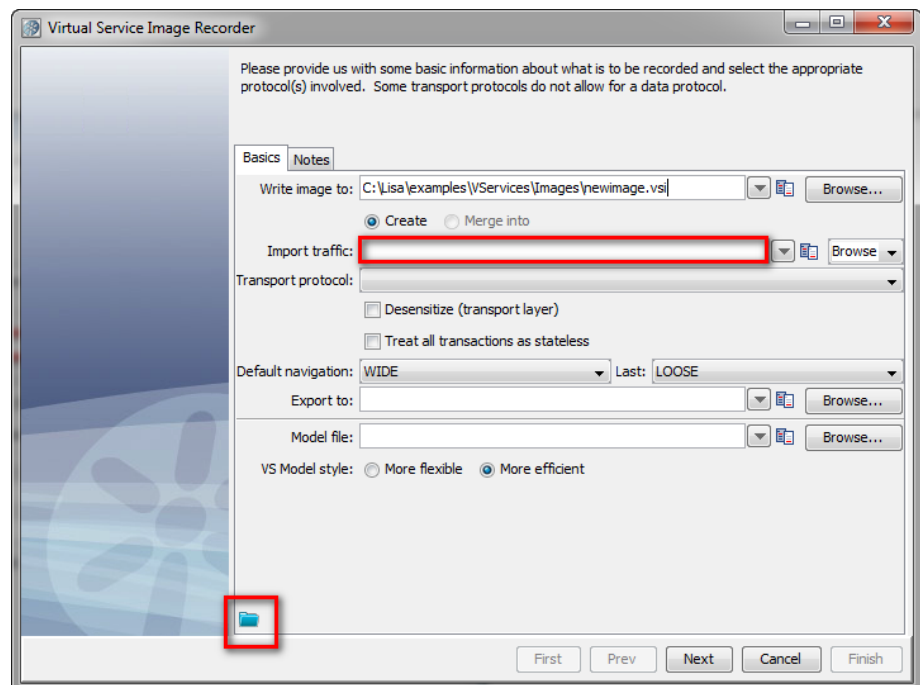 Virtual Service Image Recorder
Please provide us with some basic information about what is to be recorded and select the appropriate
protocol(s) involved. Some transport protocols do not allow for a data protocol.
Basics Notes
Write image to: C:\Lisa\examples\VServices\Images\newimage.vsi Browse...
Create Merge into
Import traffic: Browse
Transport protocol:
Desensitize (transport layer)
Treat all transactions as stateless
Default navigation: WIDE Last: LOOSE
Export to: Browse...
Model file: Browse...
VS Model style: More flexible More efficient
First Prev Next Cancel Finish